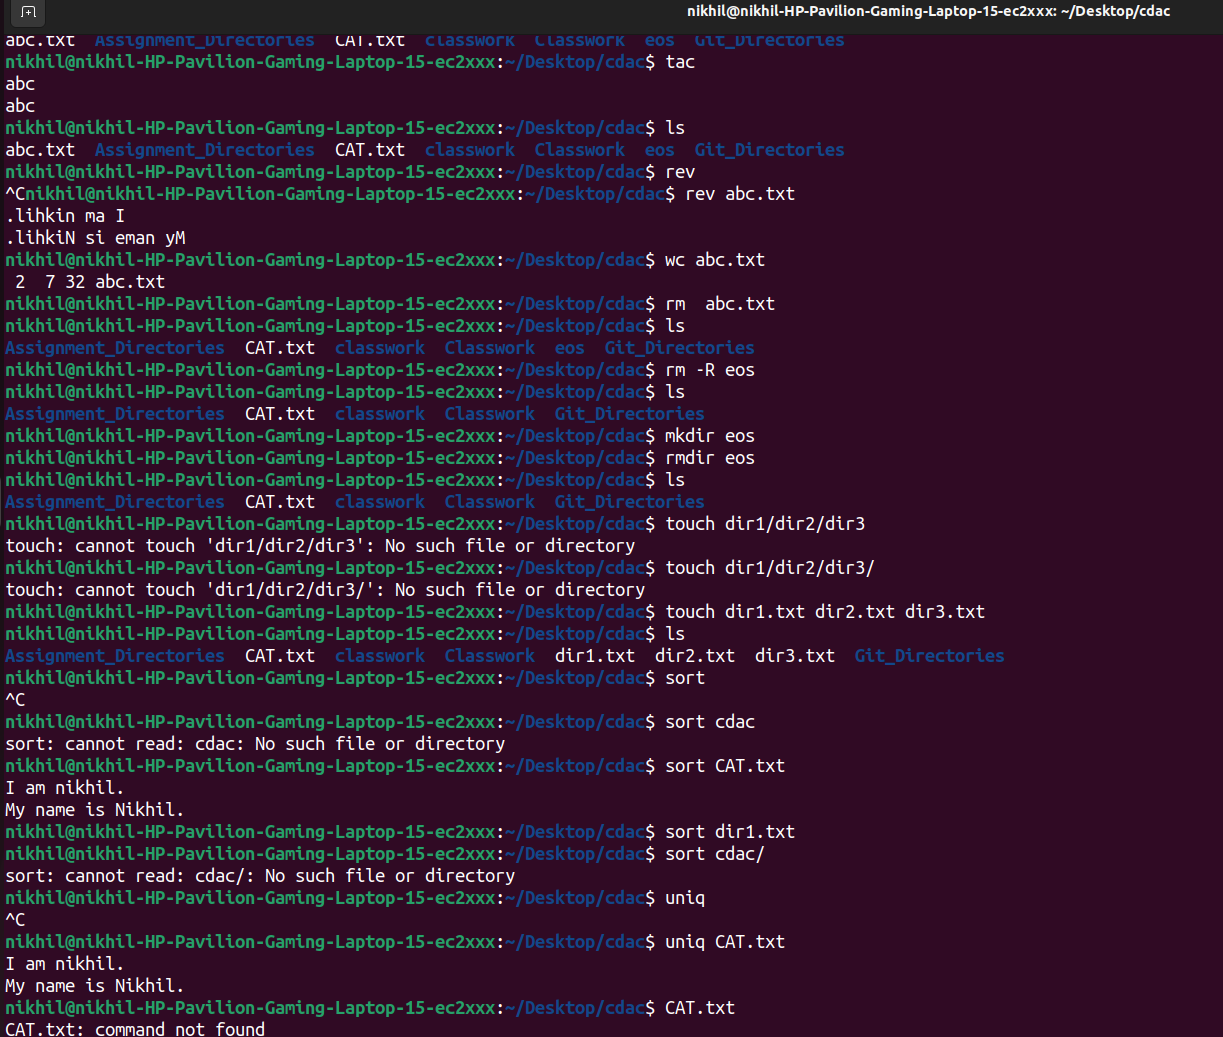 nikhil@nikhil-HP-Pavilion-Gaming-Laptop-15-ec2xxx: ~/Desktop/cdac
abc.txt  Assignment_Directories  CAT.txt  classwork  Classwork  eos  Git_Directories
nikhil@nikhil-HP-Pavilion-Gaming-Laptop-15-ec2xxx:~/Desktop/cdac$ tac
abc
abc
nikhil@nikhil-HP-Pavilion-Gaming-Laptop-15-ec2xxx:~/Desktop/cdac$ ls
abc.txt  Assignment_Directories  CAT.txt  classwork  Classwork  eos  Git_Directories
nikhil@nikhil-HP-Pavilion-Gaming-Laptop-15-ec2xxx:~/Desktop/cdac$ rev
^Cnikhil@nikhil-HP-Pavilion-Gaming-Laptop-15-ec2xxx:~/Desktop/cdac$ rev abc.txt
.lihkin ma I
.lihkiN si eman yM
nikhil@nikhil-HP-Pavilion-Gaming-Laptop-15-ec2xxx:~/Desktop/cdac$ wc abc.txt
 2  7 32 abc.txt
nikhil@nikhil-HP-Pavilion-Gaming-Laptop-15-ec2xxx:~/Desktop/cdac$ rm  abc.txt
nikhil@nikhil-HP-Pavilion-Gaming-Laptop-15-ec2xxx:~/Desktop/cdac$ ls
Assignment_Directories  CAT.txt  classwork  Classwork  eos  Git_Directories
nikhil@nikhil-HP-Pavilion-Gaming-Laptop-15-ec2xxx:~/Desktop/cdac$ rm -R eos
nikhil@nikhil-HP-Pavilion-Gaming-Laptop-15-ec2xxx:~/Desktop/cdac$ ls
Assignment_Directories  CAT.txt  classwork  Classwork  Git_Directories
nikhil@nikhil-HP-Pavilion-Gaming-Laptop-15-ec2xxx:~/Desktop/cdac$ mkdir eos
nikhil@nikhil-HP-Pavilion-Gaming-Laptop-15-ec2xxx:~/Desktop/cdac$ rmdir eos
nikhil@nikhil-HP-Pavilion-Gaming-Laptop-15-ec2xxx:~/Desktop/cdac$ ls
Assignment_Directories  CAT.txt  classwork  Classwork  Git_Directories
nikhil@nikhil-HP-Pavilion-Gaming-Laptop-15-ec2xxx:~/Desktop/cdac$ touch dir1/dir2/dir3
touch: cannot touch 'dir1/dir2/dir3': No such file or directory
nikhil@nikhil-HP-Pavilion-Gaming-Laptop-15-ec2xxx:~/Desktop/cdac$ touch dir1/dir2/dir3/
touch: cannot touch 'dir1/dir2/dir3/': No such file or directory
nikhil@nikhil-HP-Pavilion-Gaming-Laptop-15-ec2xxx:~/Desktop/cdac$ touch dir1.txt dir2.txt dir3.txt
nikhil@nikhil-HP-Pavilion-Gaming-Laptop-15-ec2xxx:~/Desktop/cdac$ ls
Assignment_Directories  CAT.txt  classwork  Classwork  dir1.txt  dir2.txt  dir3.txt  Git_Directories
nikhil@nikhil-HP-Pavilion-Gaming-Laptop-15-ec2xxx:~/Desktop/cdac$ sort
^C
nikhil@nikhil-HP-Pavilion-Gaming-Laptop-15-ec2xxx:~/Desktop/cdac$ sort cdac
sort: cannot read: cdac: No such file or directory
nikhil@nikhil-HP-Pavilion-Gaming-Laptop-15-ec2xxx:~/Desktop/cdac$ sort CAT.txt
I am nikhil.
My name is Nikhil.
nikhil@nikhil-HP-Pavilion-Gaming-Laptop-15-ec2xxx:~/Desktop/cdac$ sort dir1.txt
nikhil@nikhil-HP-Pavilion-Gaming-Laptop-15-ec2xxx:~/Desktop/cdac$ sort cdac/
sort: cannot read: cdac/: No such file or directory
nikhil@nikhil-HP-Pavilion-Gaming-Laptop-15-ec2xxx:~/Desktop/cdac$ uniq
^C
nikhil@nikhil-HP-Pavilion-Gaming-Laptop-15-ec2xxx:~/Desktop/cdac$ uniq CAT.txt
I am nikhil.
My name is Nikhil.
nikhil@nikhil-HP-Pavilion-Gaming-Laptop-15-ec2xxx:~/Desktop/cdac$ CAT.txt
CAT.txt: command not found